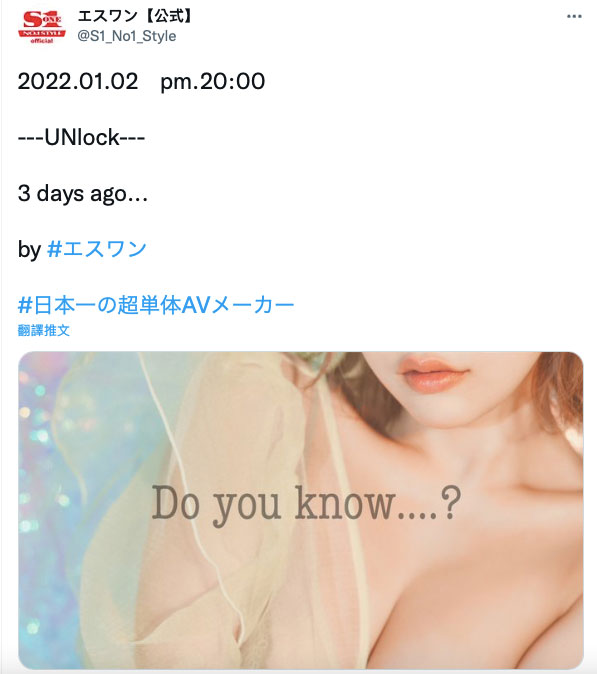 S1 ONE
NO.1 STYLE
official
エスワン【公式】
@S1_No1_Style
2022.01.02　pm.20:00
---UNlock---
3 days ago...
by #エスワン
#日本一の超単体AVメーカー
翻譯推文
Do you know....?